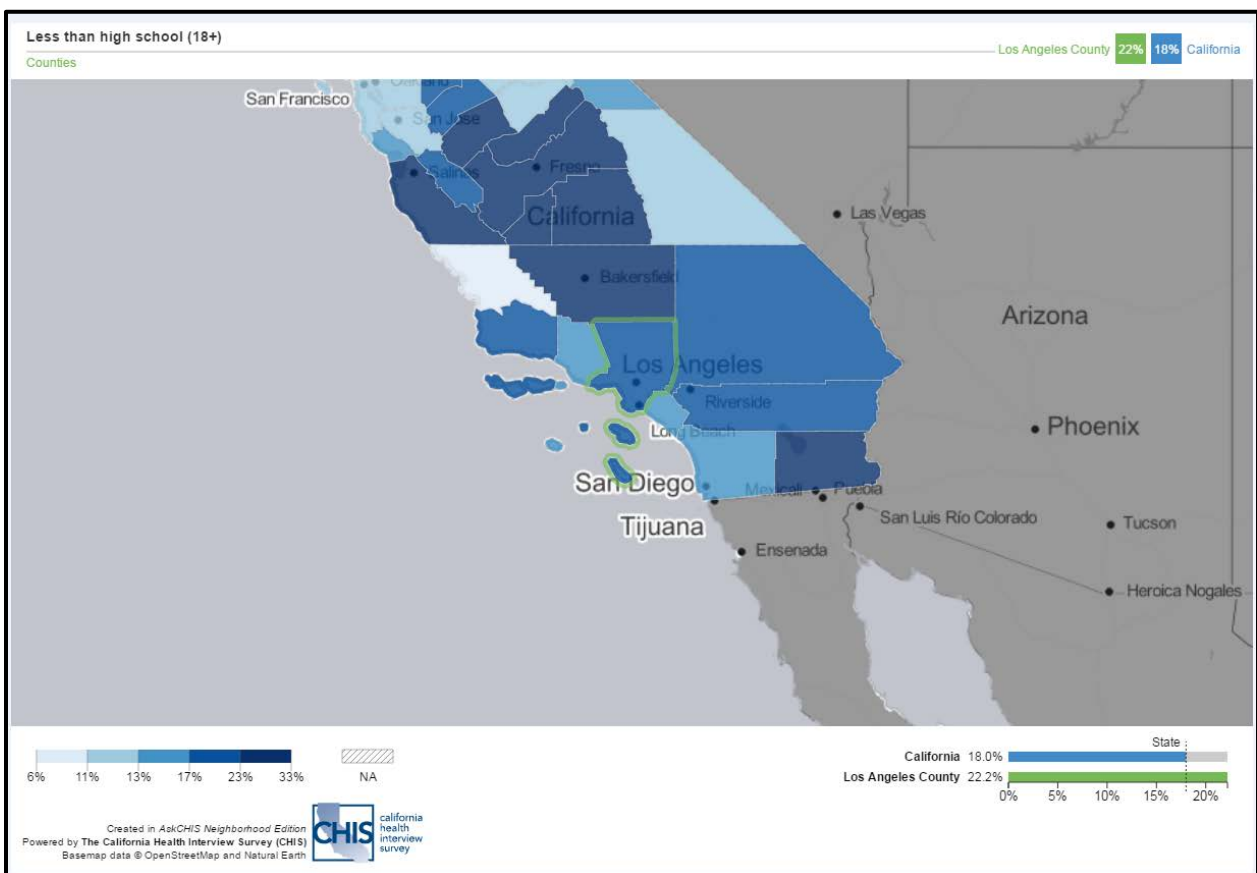 Less than high school (18+)
Los Angeles County 22% 18% California
Counties
Oakland
San Francisco
San Jose
Salinas
Fresno
California
Las Vegas
Bakersfield
Arizona
Los Angeles
Riverside
Phoenix
Long Beach
San Diego
Mexicali
Puebla
San Luis Río Colorado
Tijuana
Tucson
Ensenada
Heroica Nogales
6% 11% 13% 17% 23% 33%
NA
State
California 18.0%
Los Angeles County 22.2%
0% 5% 10% 15% 20%
Created in AskCHIS Neighborhood Edition
Powered by The California Health Interview Survey (CHIS)
Basemap data © OpenStreetMap and Natural Earth
CHIS
california
health
interview
survey